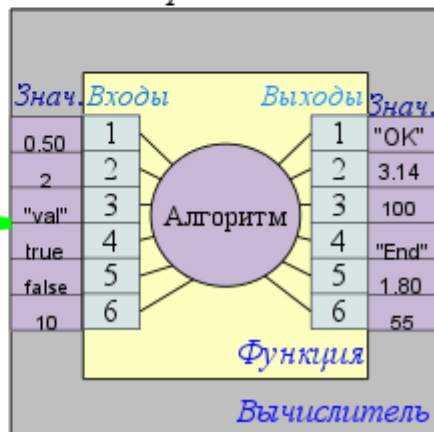 Знач. Входы Выходы Знач.
0.50 1 1 "OK"
2 2 2 3.14
"val" 3 3 100
Алгоритм
true 4 4 "End"
false 5 5 1.80
10 6 6 55
Функция
Вычислитель